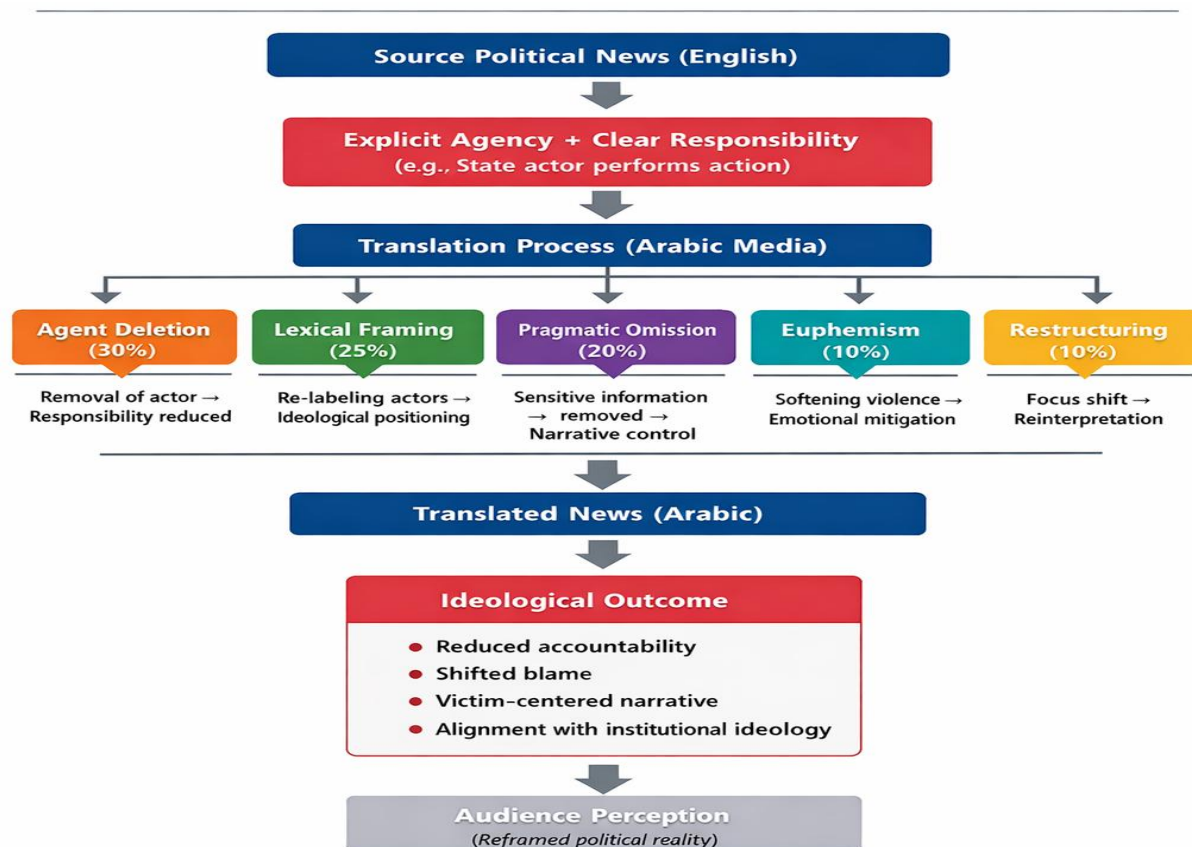 Source Political News (English)
Explicit Agency + Clear Responsibility
(e.g., State actor performs action)
Translation Process (Arabic Media)
Agent Deletion
(30%)
Removal of actor →
Responsibility reduced
Lexical Framing
(25%)
Re-labeling actors →
Ideological positioning
Pragmatic Omission
(20%)
Sensitive information
→ removed →
Narrative control
Euphemism
(10%)
Softening violence →
Emotional mitigation
Restructuring
(10%)
Focus shift →
Reinterpretation
Translated News (Arabic)
Ideological Outcome
• Reduced accountability
• Shifted blame
• Victim-centered narrative
• Alignment with institutional ideology
Audience Perception
(Reframed political reality)